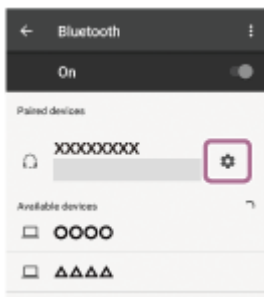 Bluetooth
On
Paired devices
XXXXXXXX
Available devices
OOOO
ΔΔΔΔ